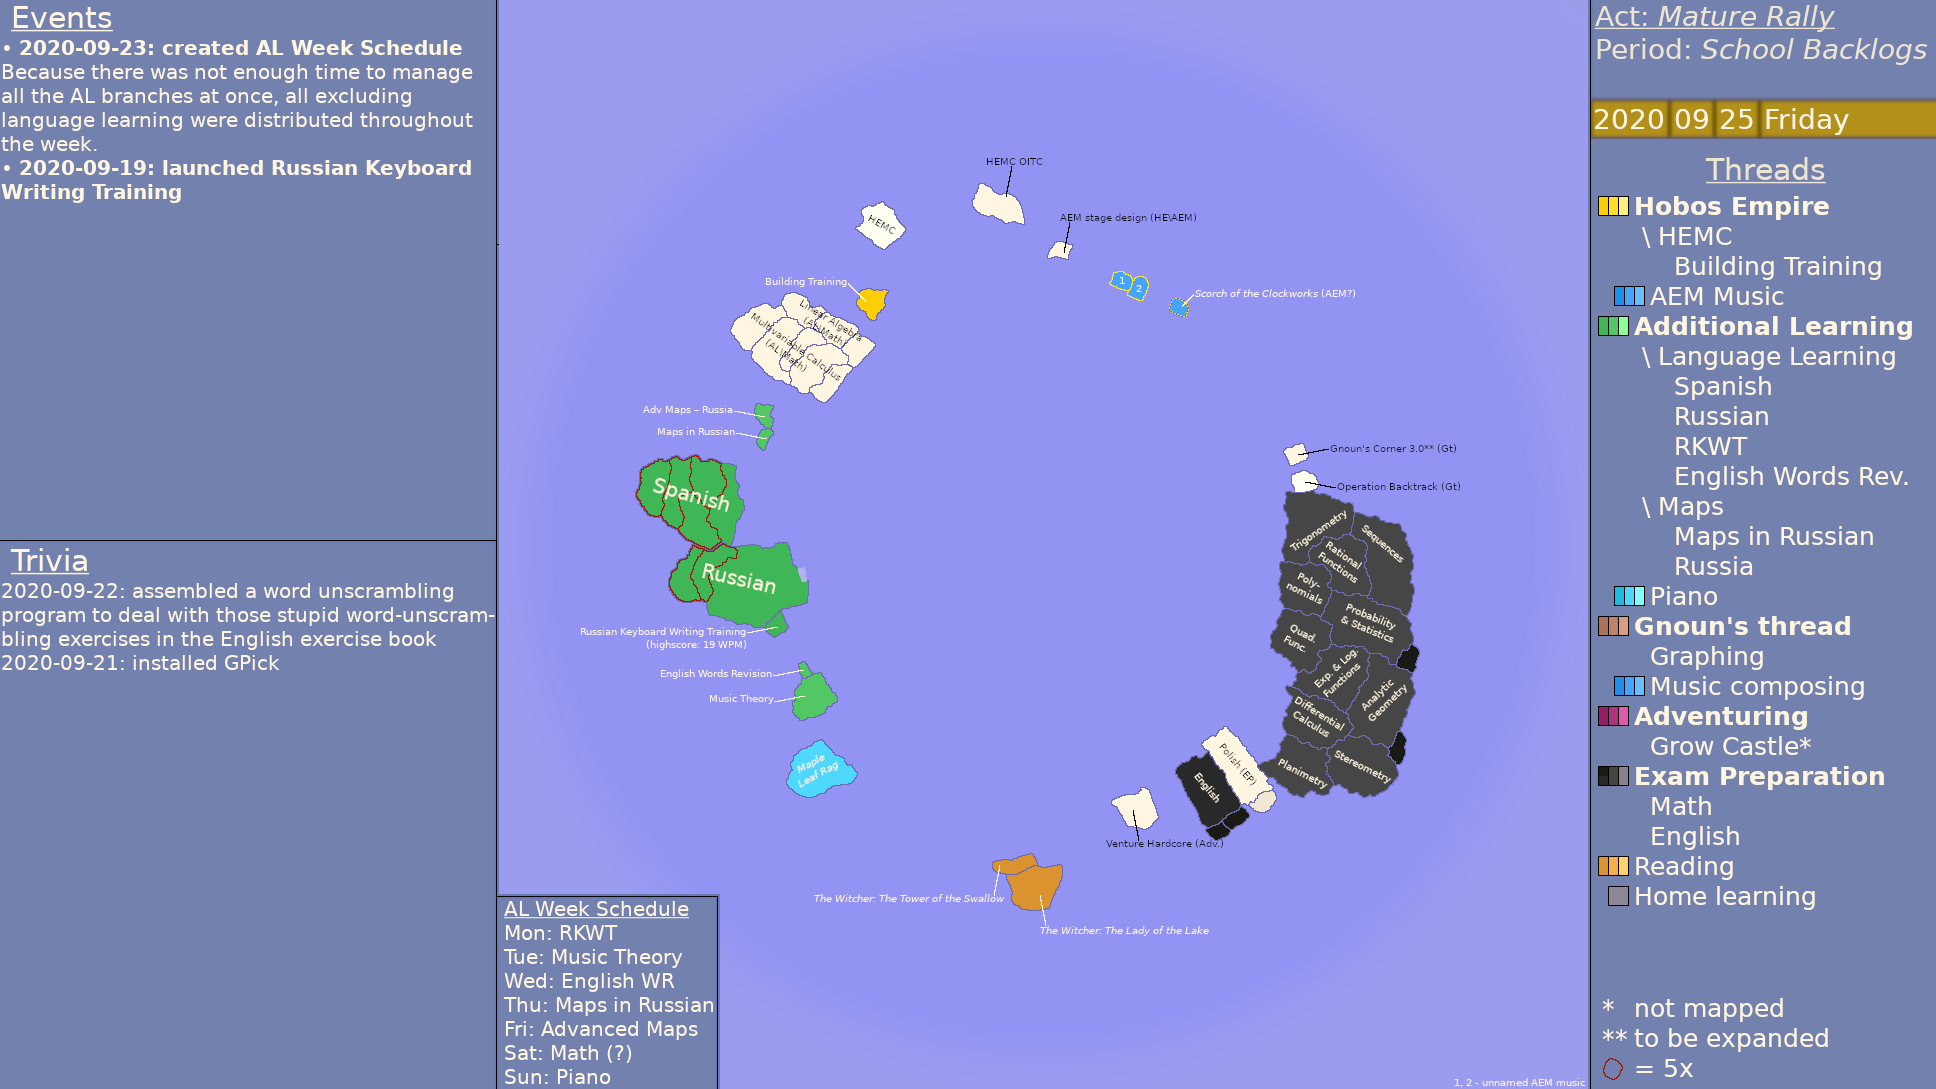 Events
• 2020-09-23: created AL Week Schedule
Because there was not enough time to manage
all the AL branches at once, all excluding
language learning were distributed throughout
the week.
• 2020-09-19: launched Russian Keyboard
Writing Training
Trivia
2020-09-22: assembled a word unscrambling
program to deal with those stupid word-unscram-
bling exercises in the English exercise book
2020-09-21: installed GPick
HEMC OITC
HEMC
AEM stage design (HE\AEM)
Building Training
1
2
Scorch of the Clockworks (AEM?)
Linear Algebra
(AL\Math)
Multivariable Calculus
(AL\Math)
Adv Maps – Russia
Maps in Russian
Spanish
Russian
Russian Keyboard Writing Training
(highscore: 19 WPM)
English Words Revision
Music Theory
Maple
Leaf Rag
The Witcher: The Tower of the Swallow
The Witcher: The Lady of the Lake
Venture Hardcore (Adv.)
English
Polish (EP)
Gnoun's Corner 3.0** (Gt)
Operation Backtrack (Gt)
Trigonometry
Sequences
Rational
Functions
Poly-
nomials
Probability
& Statistics
Quad.
Func.
Exp. & Log.
Functions
Analytic
Geometry
Differential
Calculus
Planimetry
Stereometry
AL Week Schedule
Mon: RKWT
Tue: Music Theory
Wed: English WR
Thu: Maps in Russian
Fri: Advanced Maps
Sat: Math (?)
Sun: Piano
1, 2 - unnamed AEM music
Act: Mature Rally
Period: School Backlogs
2020 09 25 Friday
Threads
Hobos Empire
\ HEMC
Building Training
AEM Music
Additional Learning
\ Language Learning
Spanish
Russian
RKWT
English Words Rev.
\ Maps
Maps in Russian
Russia
Piano
Gnoun's thread
Graphing
Music composing
Adventuring
Grow Castle*
Exam Preparation
Math
English
Reading
Home learning
* not mapped
** to be expanded
= 5x